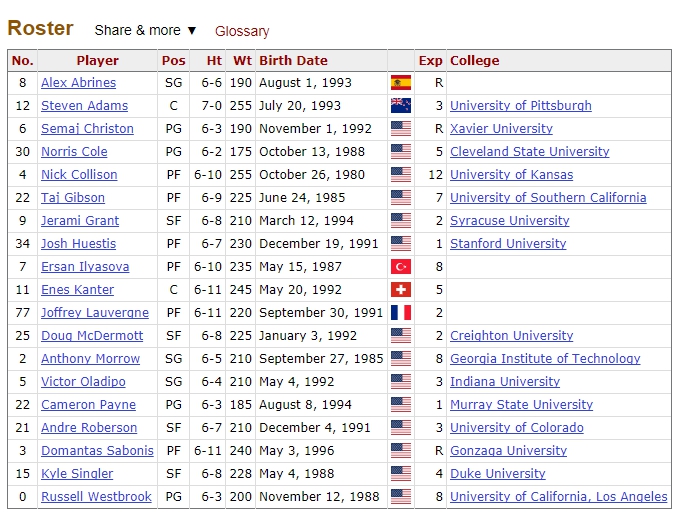 Roster Share & more ▼ Glossary
No. Player Pos Ht Wt Birth Date Exp College
8 Alex Abrines SG 6-6 190 August 1, 1993 R
12 Steven Adams C 7-0 255 July 20, 1993 3 University of Pittsburgh
6 Semaj Christon PG 6-3 190 November 1, 1992 R Xavier University
30 Norris Cole PG 6-2 175 October 13, 1988 5 Cleveland State University
4 Nick Collison PF 6-10 255 October 26, 1980 12 University of Kansas
22 Taj Gibson PF 6-9 225 June 24, 1985 7 University of Southern California
9 Jerami Grant SF 6-8 210 March 12, 1994 2 Syracuse University
34 Josh Huestis PF 6-7 230 December 19, 1991 1 Stanford University
7 Ersan Ilyasova PF 6-10 235 May 15, 1987 8
11 Enes Kanter C 6-11 245 May 20, 1992 5
77 Joffrey Lauvergne PF 6-11 220 September 30, 1991 2
25 Doug McDermott SF 6-8 225 January 3, 1992 2 Creighton University
2 Anthony Morrow SG 6-5 210 September 27, 1985 8 Georgia Institute of Technology
5 Victor Oladipo SG 6-4 210 May 4, 1992 3 Indiana University
22 Cameron Payne PG 6-3 185 August 8, 1994 1 Murray State University
21 Andre Roberson SF 6-7 210 December 4, 1991 3 University of Colorado
3 Domantas Sabonis PF 6-11 240 May 3, 1996 R Gonzaga University
15 Kyle Singler SF 6-8 228 May 4, 1988 4 Duke University
0 Russell Westbrook PG 6-3 200 November 12, 1988 8 University of California, Los Angeles